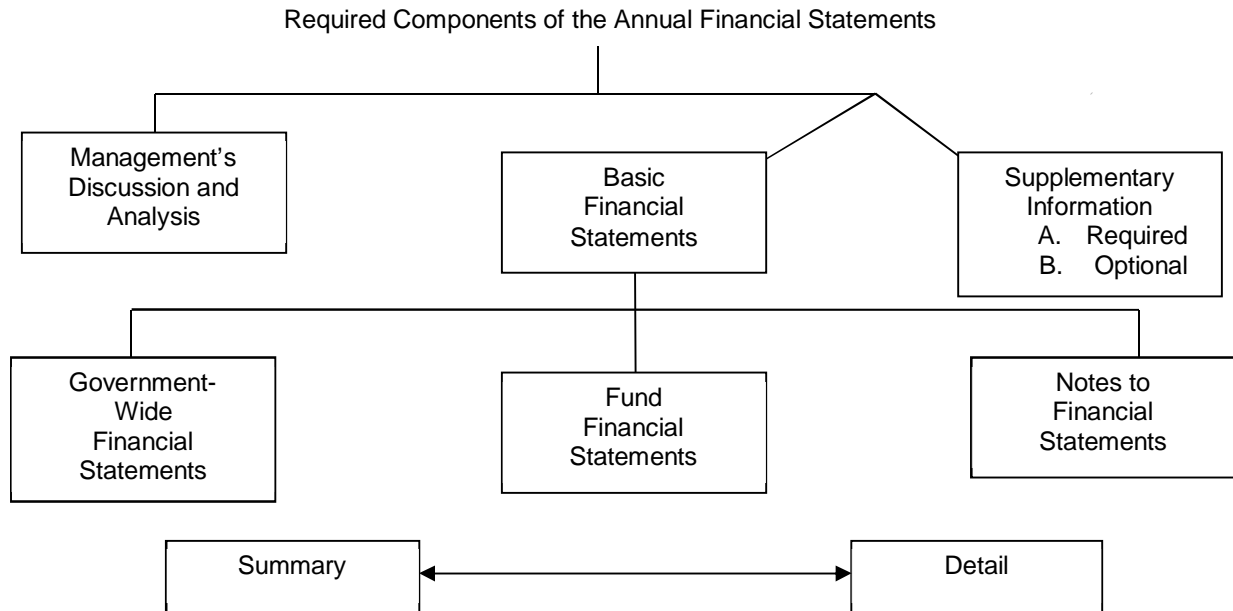 Required Components of the Annual Financial Statements
Management's
Discussion and
Analysis
Basic
Financial
Statements
Supplementary
Information
A. Required
B. Optional
Government-
Wide
Financial
Statements
Fund
Financial
Statements
Notes to
Financial
Statements
Summary
Detail